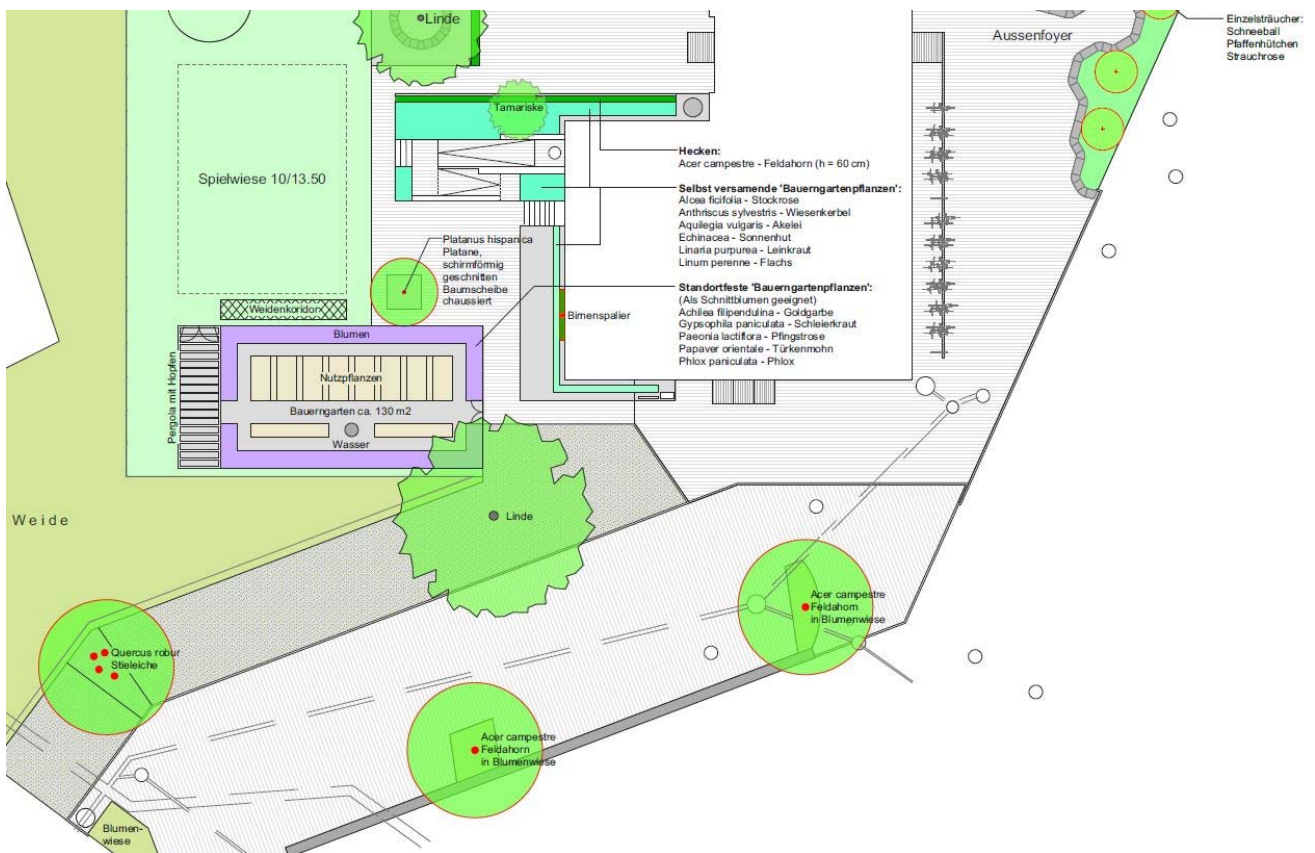 Linde
Aussenfoyer
Einzelsträucher:
Schneeball
Pfaffenhütchen
Strauchrose
Tamariske
Spielwiese 10/13.50
Hecken:
Acer campestre - Feldahorn (h = 60 cm)
Selbst versamende 'Bauerngartenpflanzen':
Alcea ficifolia - Stockrose
Anthriscus sylvestris - Wiesenkerbel
Aquilegia vulgaris - Akelei
Echinacea - Sonnenhut
Linaria purpurea - Leinkraut
Linum perenne - Flachs
Standortfeste 'Bauerngartenpflanzen':
(Als Schnittblumen geeignet)
Achilea filipendulina - Goldgarbe
Gypsophila paniculata - Schleierkraut
Paeonia lactiflora - Pfingstrose
Papaver orientale - Türkenmohn
Phlox paniculata - Phlox
Platanus hispanica
Platane,
schirmförmig
geschnitten
Baumscheibe
chaussiert
Weidenkoridor
Birnenspalier
Blumen
Pergola mit Hopfen
Nutzpflanzen
Bauerngarten ca. 130 m2
Wasser
Weide
Linde
Acer campestre
Feldahorn
in Blumenwiese
Quercus robur
Stieleiche
Acer campestre
Feldahorn
in Blumenwiese
Blumen-
wiese